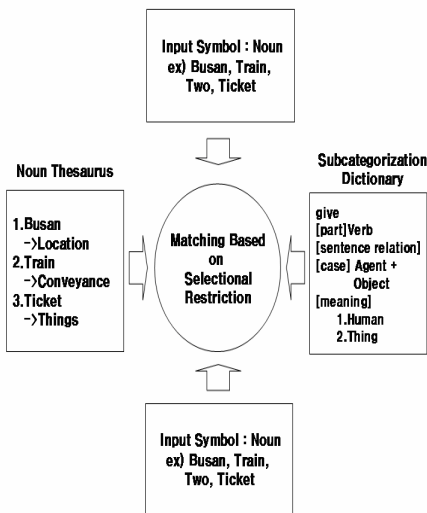 Input Symbol : Noun
ex) Busan, Train,
Two, Ticket
Noun Thesaurus
1.Busan
->Location
2.Train
->Conveyance
3.Ticket
->Things
Matching Based
on
Selectional
Restriction
Subcategorization
Dictionary
give
[part]Verb
[sentence relation]
[case] Agent +
Object
[meaning]
1.Human
2.Thing
Input Symbol : Noun
ex) Busan, Train,
Two, Ticket